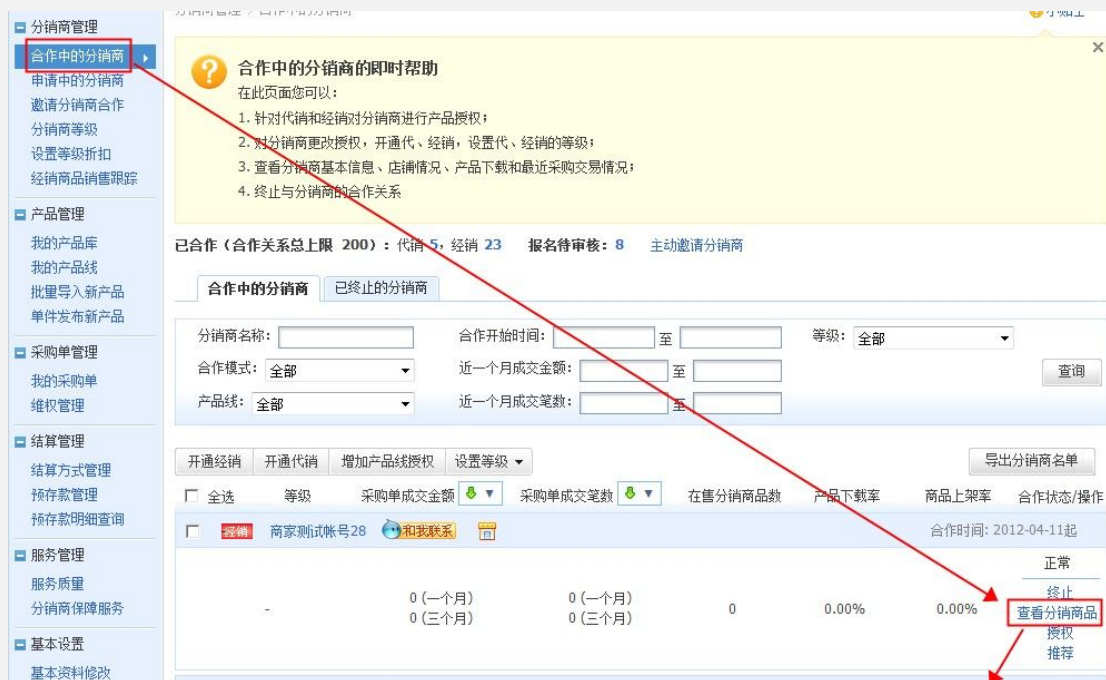 分销商管理
合作中的分销商
申请中的分销商
邀请分销商合作
分销商等级
设置等级折扣
经销商品销售跟踪
产品管理
我的产品库
我的产品线
批量导入新产品
单件发布新产品
采购单管理
我的采购单
维权管理
结算管理
结算方式管理
预存款管理
预存款明细查询
服务管理
服务质量
分销商保障服务
基本设置
基本资料修改
分销商管理 > 合作中的分销商
小贴士
合作中的分销商的即时帮助
在此页面您可以：
1. 针对代销和经销对分销商进行产品授权；
2. 对分销商更改授权，开通代、经销，设置代、经销的等级；
3. 查看分销商基本信息、店铺情况、产品下载和最近采购交易情况；
4. 终止与分销商的合作关系
已合作（合作关系总上限 200）：代销 5，经销 23 报名待审核：8 主动邀请分销商
合作中的分销商 已终止的分销商
分销商名称： 合作开始时间： 至 等级： 全部
合作模式： 全部 近一个月成交金额： 至 查询
产品线： 全部 近一个月成交笔数： 至
开通经销 开通代销 增加产品线授权 设置等级 导出分销商名单
全选 等级 采购单成交金额 采购单成交笔数 在售分销商品数 产品下载率 商品上架率 合作状态/操作
经销 商家测试帐号28 和我联系 合作时间: 2012-04-11起
正常
- 0 (一个月) 0 (一个月) 0 0.00% 0.00% 终止
0 (三个月) 0 (三个月) 查看分销商品
授权
推荐